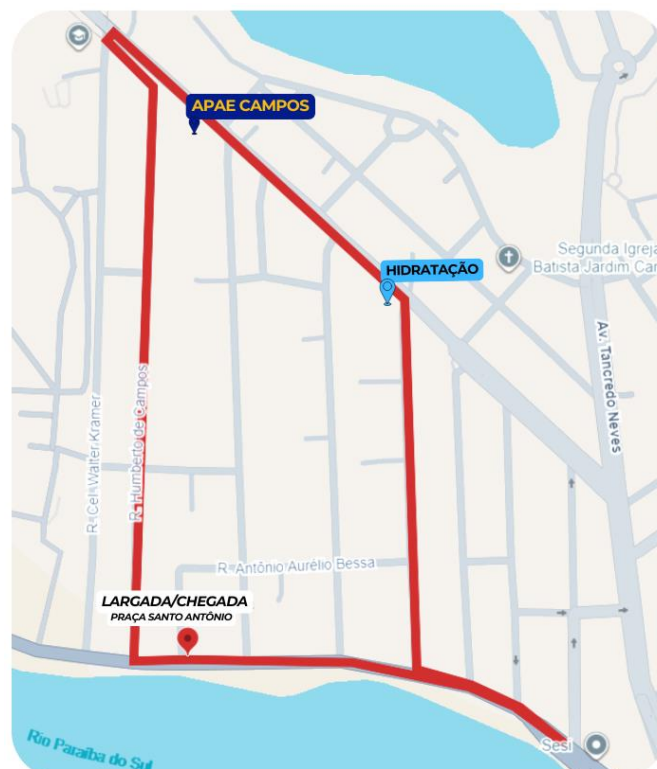 APAE CAMPOS
HIDRATAÇÃO
Segunda Igreja
Batista Jardim Car
Av. Tancredo Neves
R. Cel. Walter Kramer
R. Humberto de Campos
R. Antônio Aurélio Bessa
LARGADA/CHEGADA
PRAÇA SANTO ANTÔNIO
Rio Paraíba do Sul
Sesi